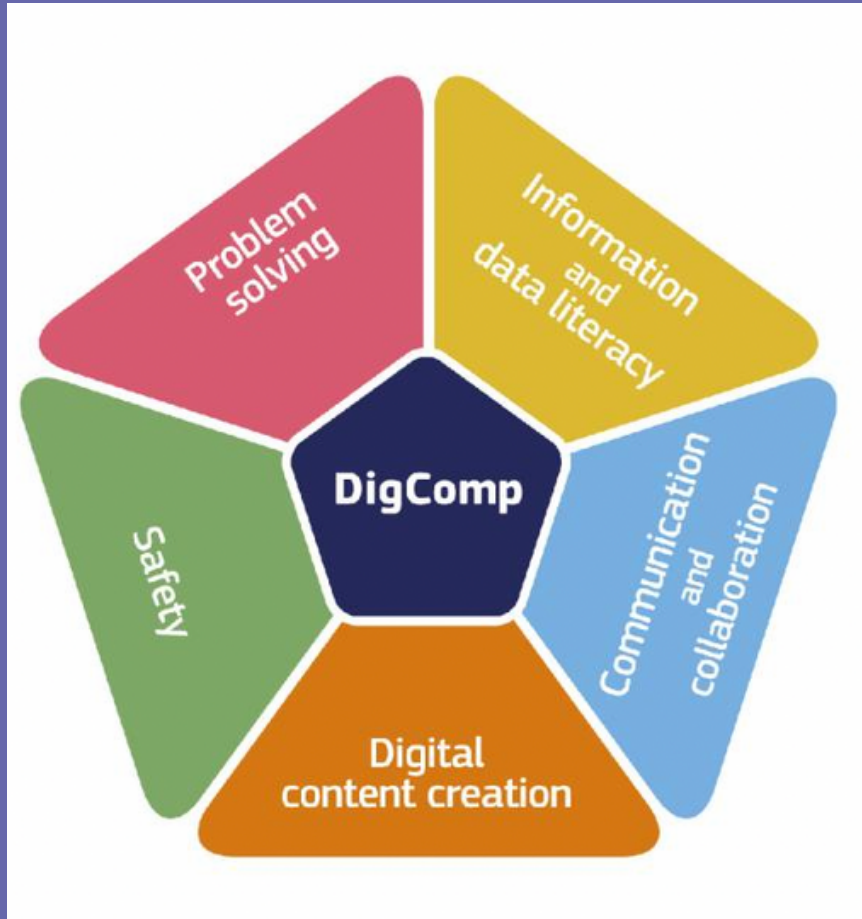 Problem
solving
Information
and
data literacy
DigComp
Safety
Communication
and
collaboration
Digital
content creation